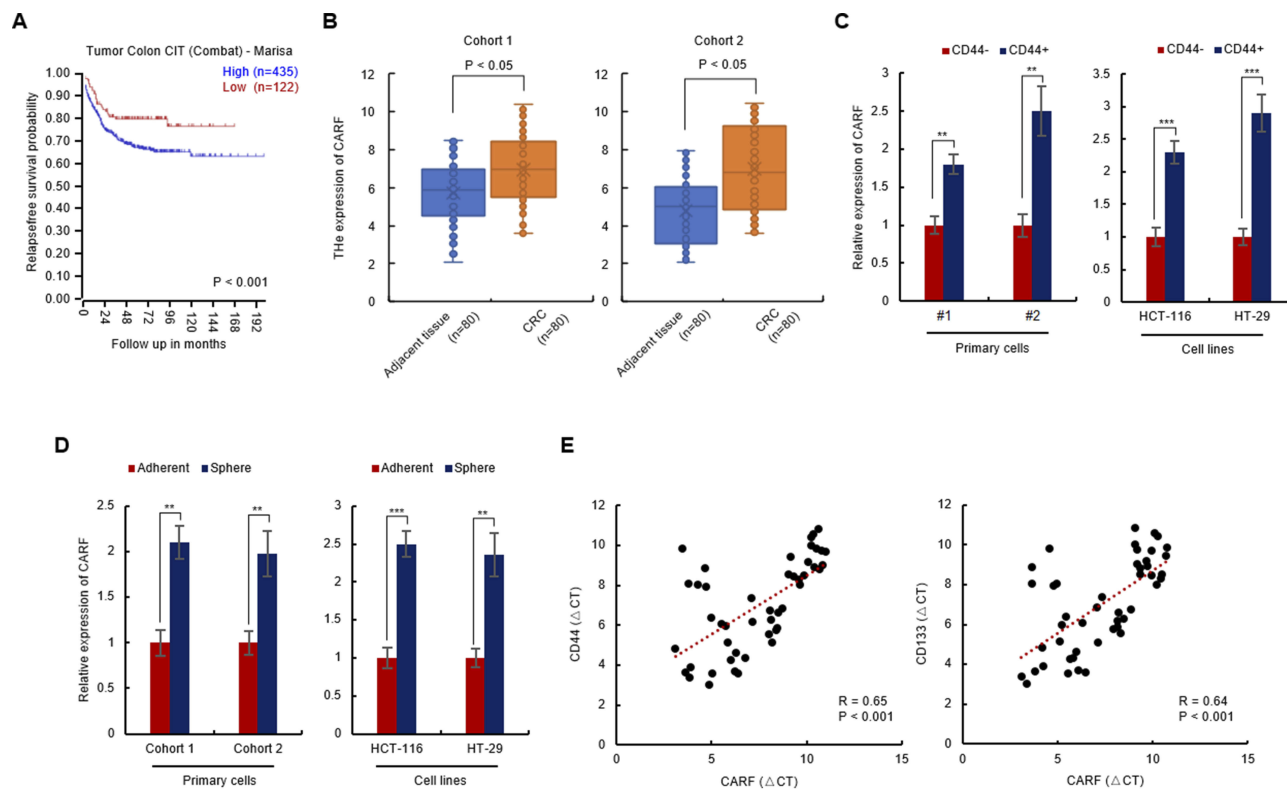 A
Tumor Colon CIT (Combat) - Marisa
High (n=435)
Low (n=122)
1.00
0.90
0.80
0.70
0.60
0.50
0.40
0.30
0.20
0.10
0.00
Relapsefree survival probability
P < 0.001
0 24 48 72 96 120 144 168 192
Follow up in months
B
Cohort 1
P < 0.05
12
10
8
6
4
2
0
THe expression of CARF
Adjacent tissue (n=80)
CRC (n=80)
Cohort 2
P < 0.05
12
10
8
6
4
2
0
Adjacent tissue (n=80)
CRC (n=80)
C
CD44- CD44+
3
2.5
2
1.5
1
0.5
0
Relative expression of CARF
**
**
#1 #2
Primary cells
CD44- CD44+
3.5
3
2.5
2
1.5
1
0.5
0
***
***
HCT-116 HT-29
Cell lines
D
Adherent Sphere
2.5
2
1.5
1
0.5
0
Relative expression of CARF
**
**
Cohort 1 Cohort 2
Primary cells
Adherent Sphere
3
2.5
2
1.5
1
0.5
0
***
**
HCT-116 HT-29
Cell lines
E
12
10
8
6
4
2
0
CD44 (△CT)
R = 0.65
P < 0.001
0 5 10 15
CARF (△CT)
12
10
8
6
4
2
0
CD133 (△CT)
R = 0.64
P < 0.001
0 5 10 15
CARF (△CT)